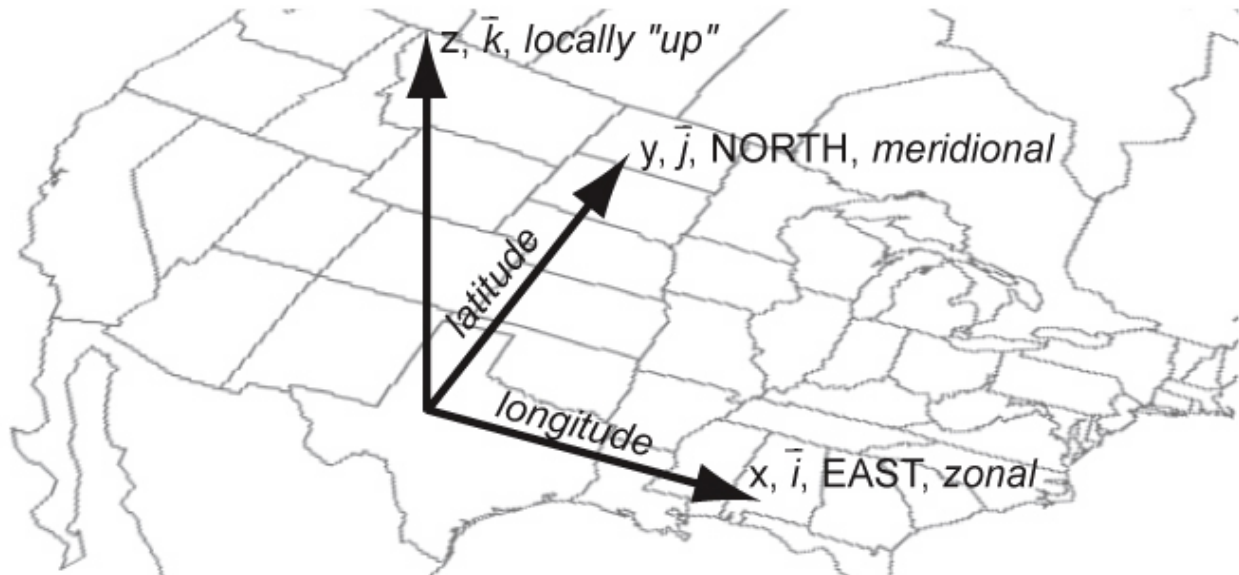 z, k̄, locally "up"
y, j̄, NORTH, meridional
latitude
longitude
x, ī, EAST, zonal